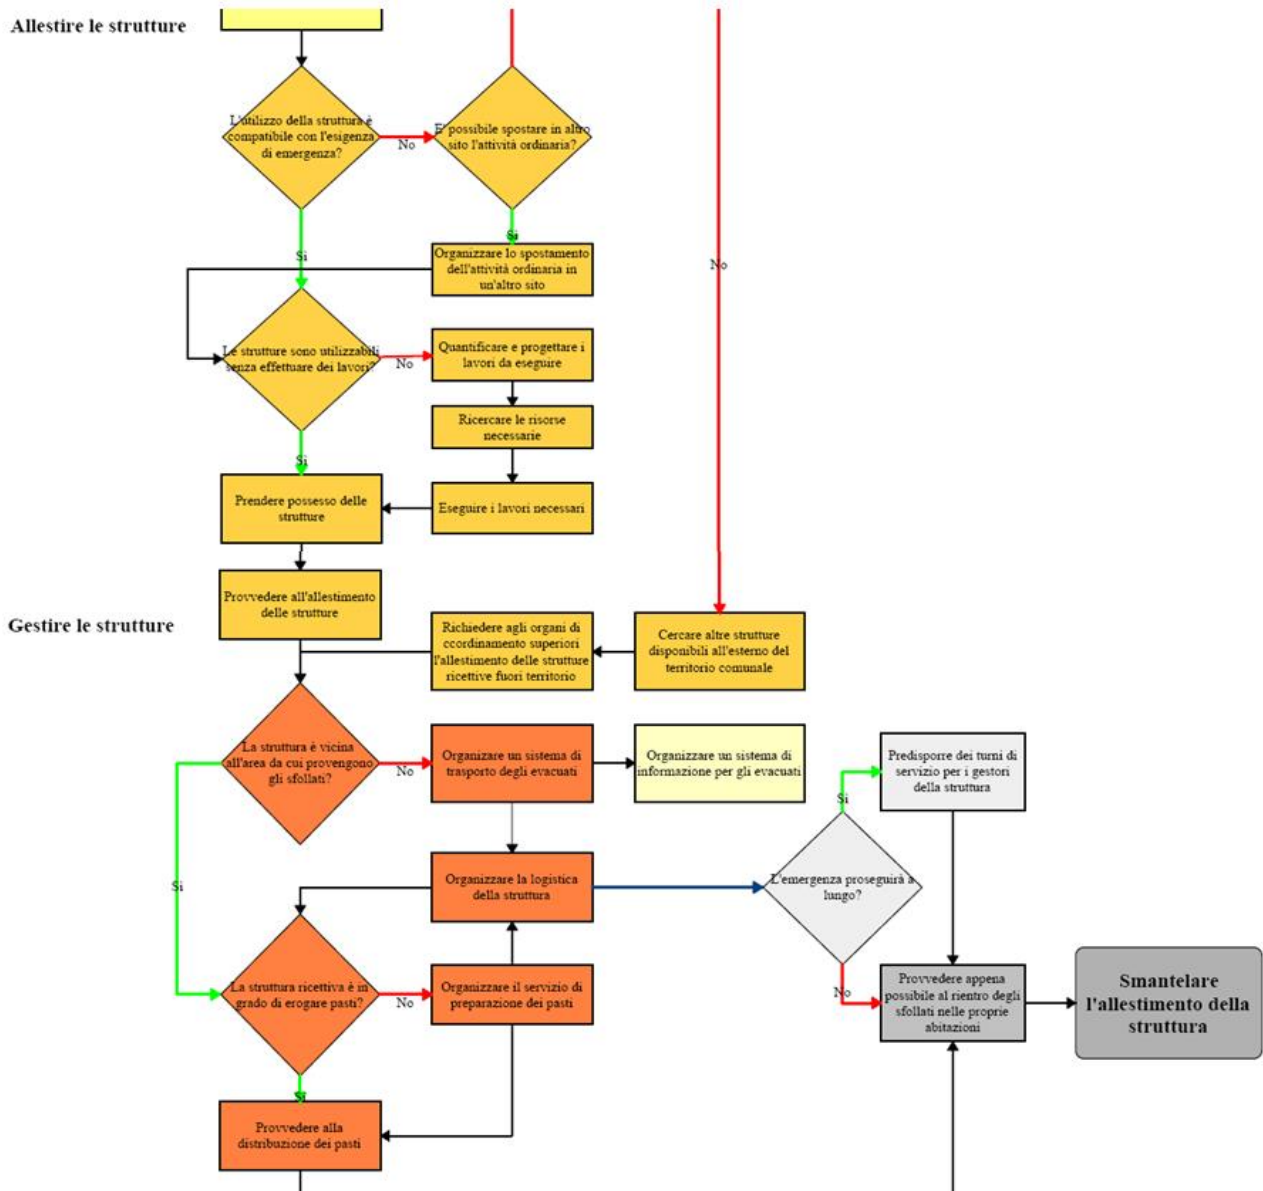 Allestire le strutture
L'utilizzo della struttura è
compatibile con l'esigenza
di emergenza?
No
E' possibile spostare in altro
sito l'attività ordinaria?
Si
Si
Organizzare lo spostamento
dell'attività ordinaria in
un'altro sito
No
Le strutture sono utilizzabili
senza effettuare dei lavori?
No
Quantificare e progettare i
lavori da eseguire
Ricercare le risorse
necessarie
Si
Prendere possesso delle
strutture
Eseguire i lavori necessari
Provvedere all'allestimento
delle strutture
Gestire le strutture
Richiedere agli organi di
ccordinamento superiori
l'allestimento delle strutture
ricettive fuori territorio
Cercare altre strutture
disponibili all'esterno del
territorio comunale
La struttura è vicina
all'area da cui provengono
gli sfollati?
No
Organizare un sistema di
trasporto degli evacuati
Organizzare un sistema di
informazione per gli evacuati
Predisporre dei turni di
servizio per i gestori
della struttura
Si
Si
Organizzare la logistica
della struttura
L'emergenza proseguirà a
lungo?
La struttura ricettiva è in
grado di erogare pasti?
No
Organizzare il servizio di
preparazione dei pasti
No
Provvedere appena
possibile al rientro degli
sfollati nelle proprie
abitazioni
Smantelare
l'allestimento della
struttura
Si
Provvedere alla
distribuzione dei pasti